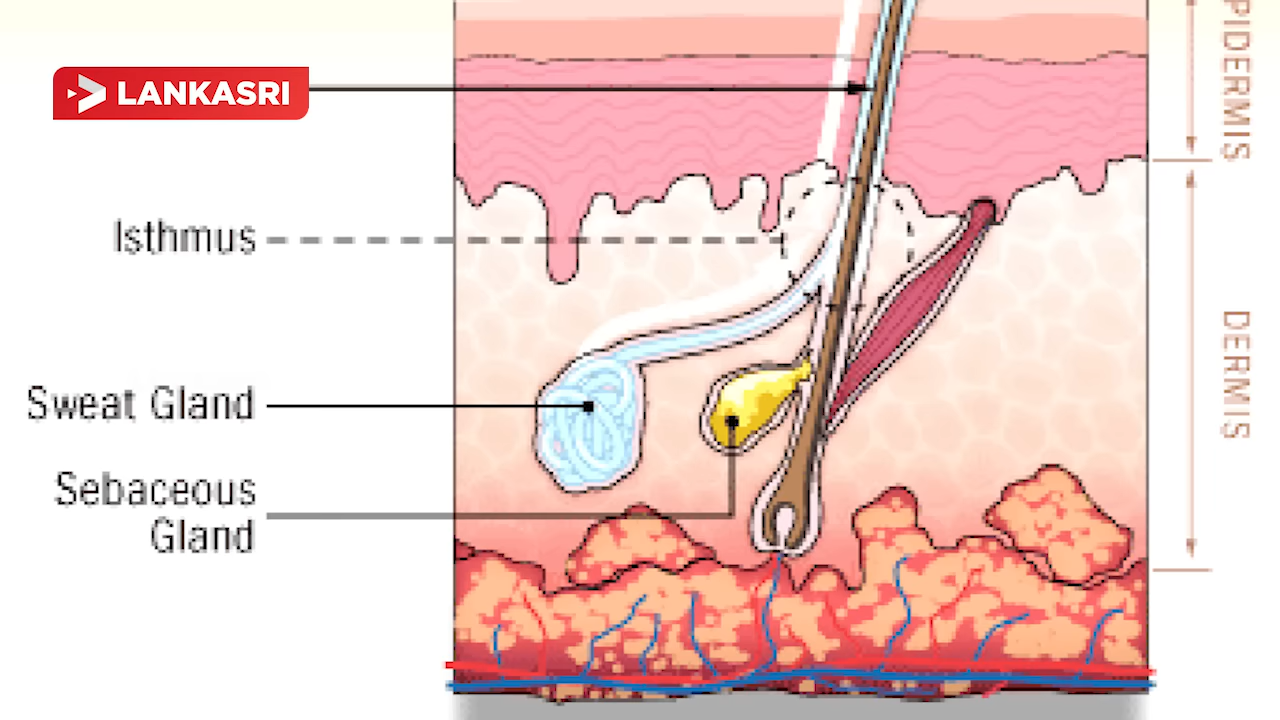 LANKASRI
Isthmus
Sweat Gland
Sebaceous
Gland
PIDERMIS
DERMIS